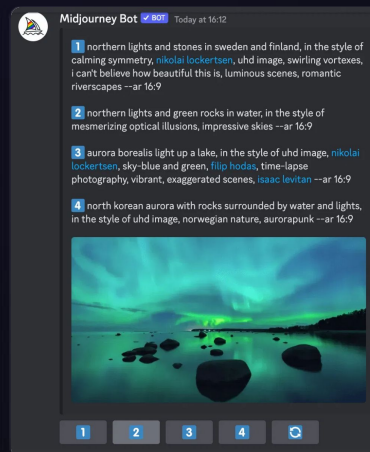 Midjourney Bot ✓ BOT Today at 16:12
1 northern lights and stones in sweden and finland, in the style of
calming symmetry, nikolai lockertsen, uhd image, swirling vortexes,
i can't believe how beautiful this is, luminous scenes, romantic
riverscapes --ar 16:9
2 northern lights and green rocks in water, in the style of
mesmerizing optical illusions, impressive skies --ar 16:9
3 aurora borealis light up a lake, in the style of uhd image, nikolai
lockertsen, sky-blue and green, filip hodas, time-lapse
photography, vibrant, exaggerated scenes, isaac levitan --ar 16:9
4 north korean aurora with rocks surrounded by water and lights,
in the style of uhd image, norwegian nature, aurorapunk --ar 16:9
1 2 3 4